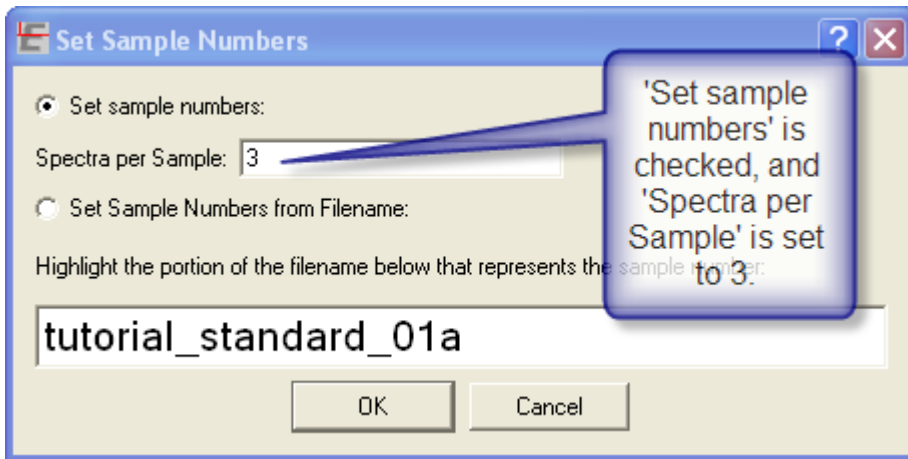 Set Sample Numbers
Set sample numbers:
Spectra per Sample: 3
Set Sample Numbers from Filename:
Highlight the portion of the filename below that represents the sample number:
tutorial_standard_01a
OK Cancel
'Set sample
numbers' is
checked, and
'Spectra per
Sample' is set
to 3.